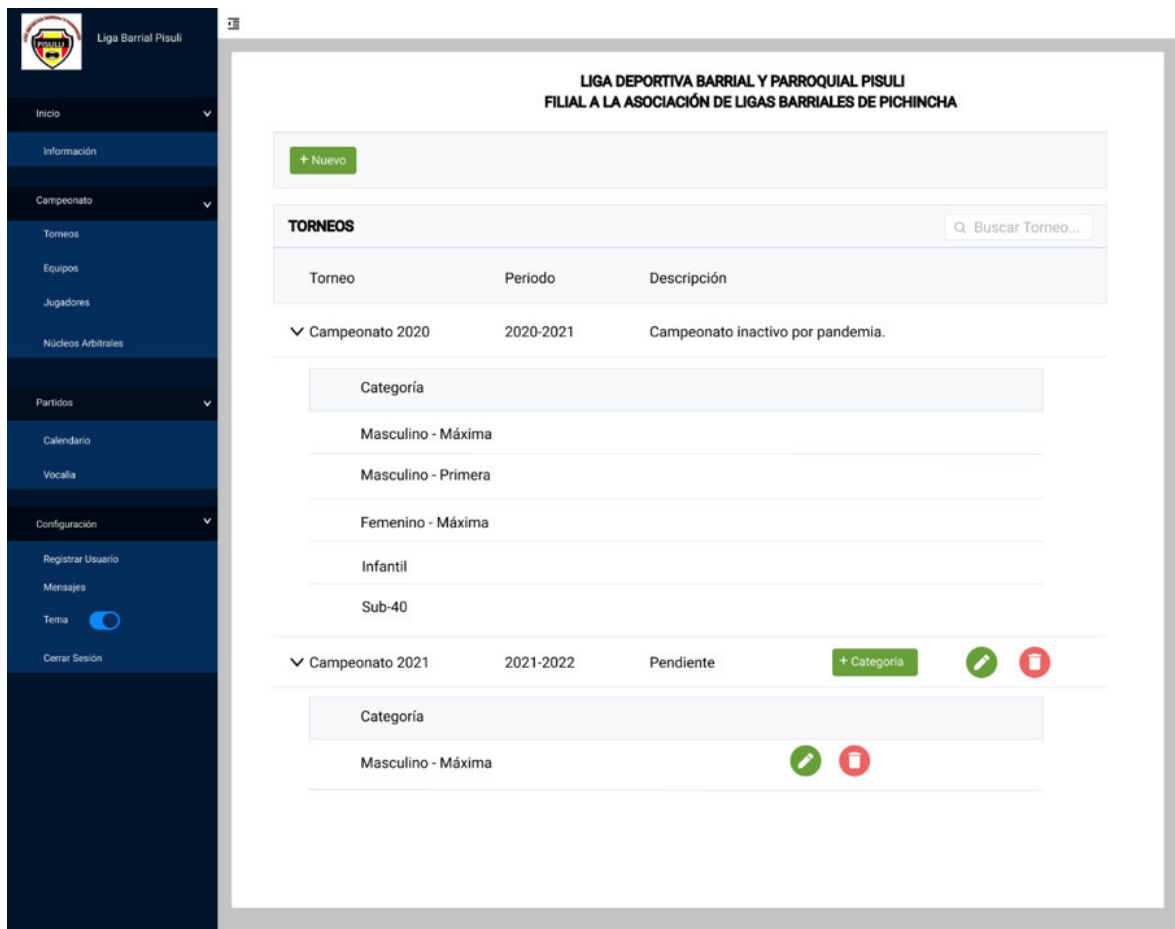 PISULLI
Liga Barrial Pisuli
Inicio
Información
Campeonato
Torneos
Equipos
Jugadores
Núcleos Arbitrales
Partidos
Calendario
Vocalia
Configuración
Registrar Usuario
Mensajes
Tema
Cerrar Sesión
LIGA DEPORTIVA BARRIAL Y PARROQUIAL PISULI
FILIAL A LA ASOCIACIÓN DE LIGAS BARRIALES DE PICHINCHA
+ Nuevo
TORNEOS Buscar Torneo...
Torneo Periodo Descripción
Campeonato 2020 2020-2021 Campeonato inactivo por pandemia.
Categoría
Masculino - Máxima
Masculino - Primera
Femenino - Máxima
Infantil
Sub-40
Campeonato 2021 2021-2022 Pendiente + Categoria
Categoría
Masculino - Máxima